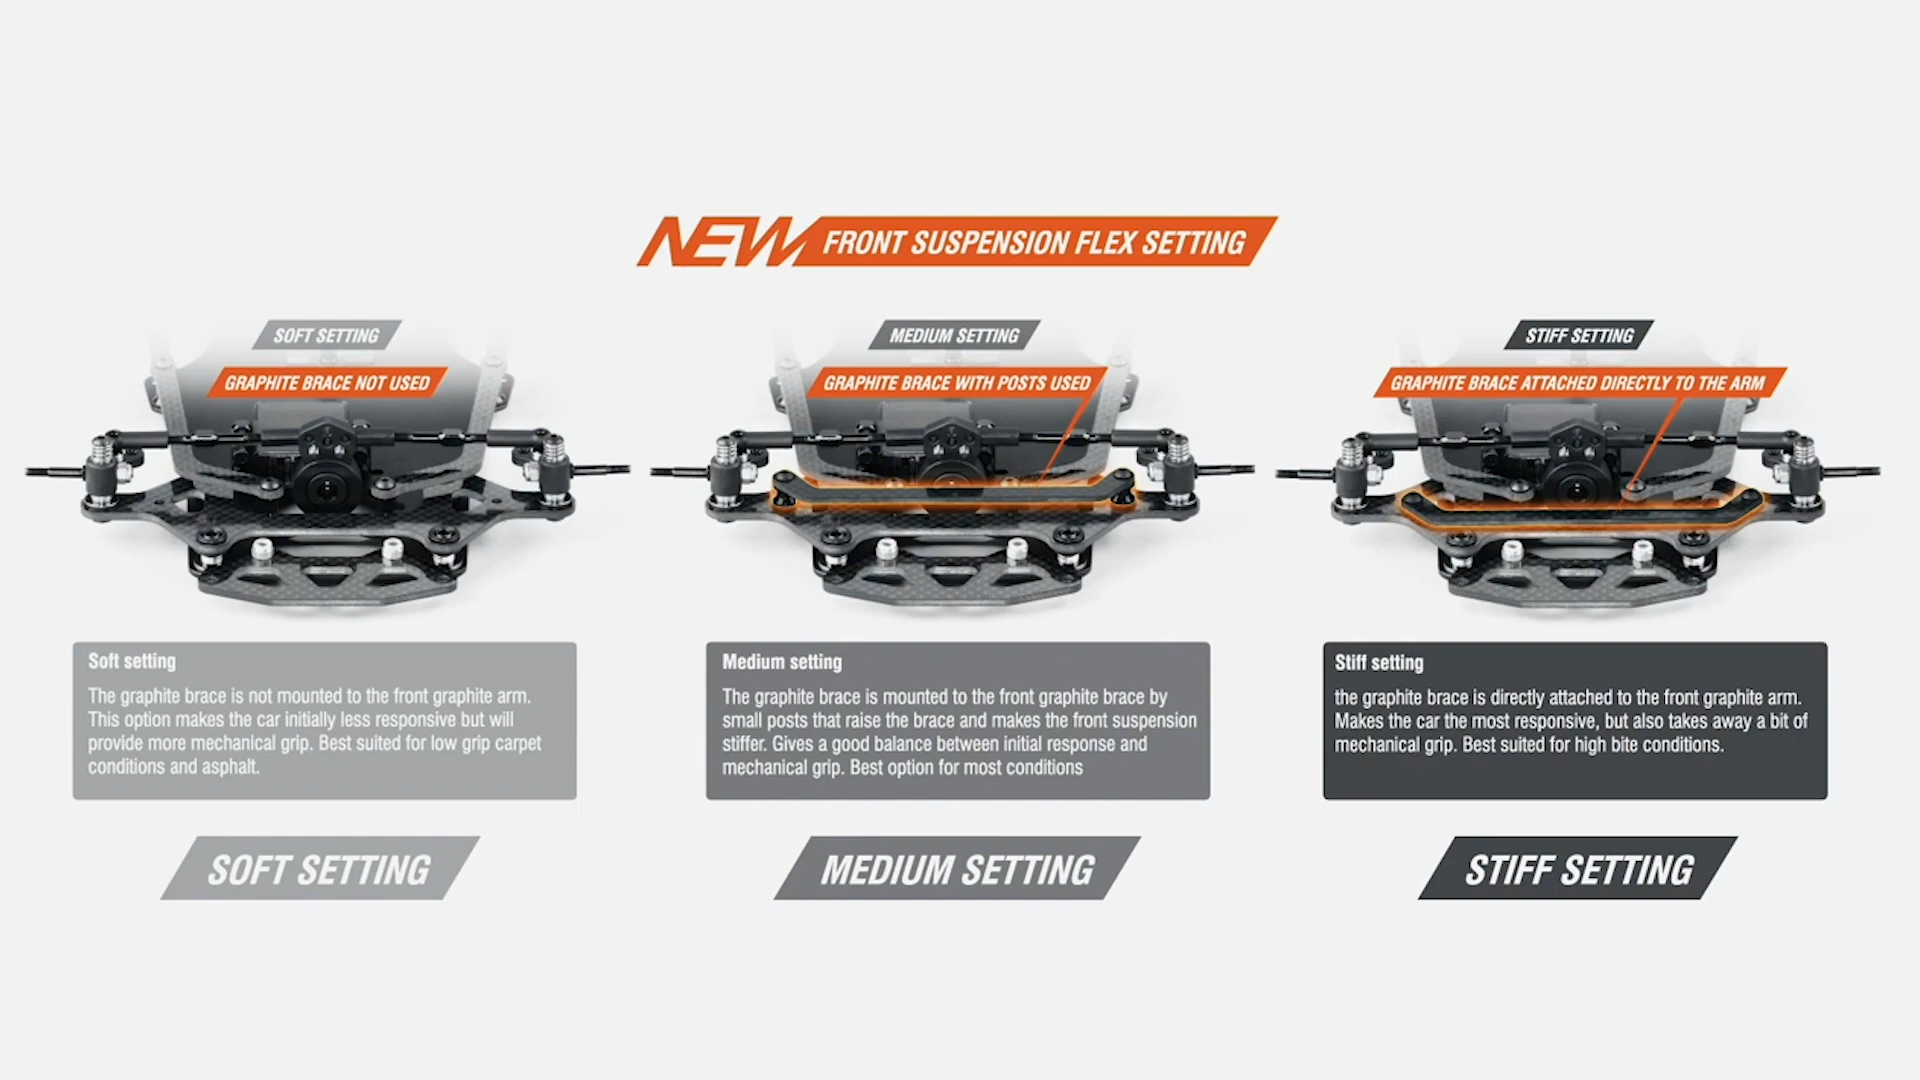 NEW FRONT SUSPENSION FLEX SETTING
SOFT SETTING
GRAPHITE BRACE NOT USED
MEDIUM SETTING
GRAPHITE BRACE WITH POSTS USED
STIFF SETTING
GRAPHITE BRACE ATTACHED DIRECTLY TO THE ARM
Soft setting
The graphite brace is not mounted to the front graphite arm.
This option makes the car initially less responsive but will
provide more mechanical grip. Best suited for low grip carpet
conditions and asphalt.
Medium setting
The graphite brace is mounted to the front graphite brace by
small posts that raise the brace and makes the front suspension
stiffer. Gives a good balance between initial response and
mechanical grip. Best option for most conditions
Stiff setting
the graphite brace is directly attached to the front graphite arm.
Makes the car the most responsive, but also takes away a bit of
mechanical grip. Best suited for high bite conditions.
SOFT SETTING
MEDIUM SETTING
STIFF SETTING